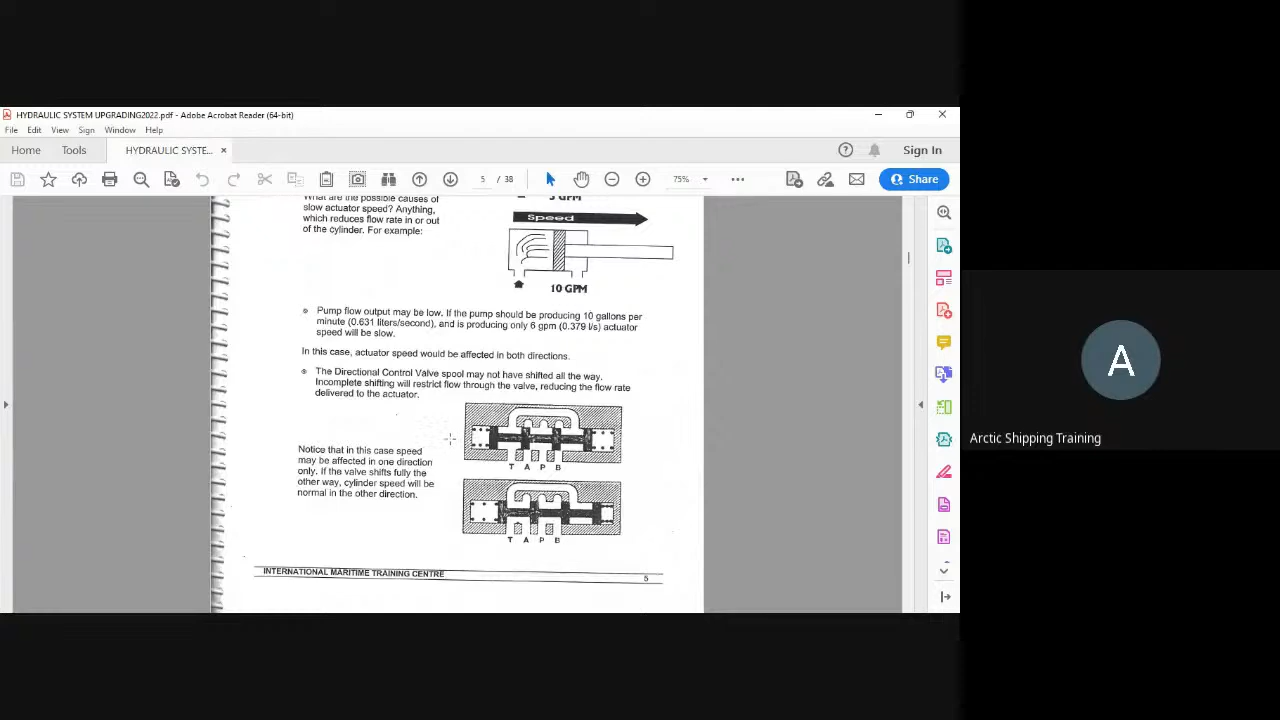 HYDRAULIC SYSTEM UPGRADING2022.pdf - Adobe Acrobat Reader (64-bit)
File Edit View Sign Window Help
Home Tools HYDRAULIC SYSTE... × Sign In
5 / 38 75% Share
What are the possible causes of
slow actuator speed? Anything,
which reduces flow rate in or out
of the cylinder. For example:
5 GPM
Speed
10 GPM
Pump flow output may be low. If the pump should be producing 10 gallons per
minute (0.631 liters/second), and is producing only 6 gpm (0.379 l/s) actuator
speed will be slow.
In this case, actuator speed would be affected in both directions.
The Directional Control Valve spool may not have shifted all the way.
Incomplete shifting will restrict flow through the valve, reducing the flow rate
delivered to the actuator.
T A P B
Notice that in this case speed
may be affected in one direction
only. If the valve shifts fully the
other way, cylinder speed will be
normal in the other direction.
T A P B
INTERNATIONAL MARITIME TRAINING CENTRE 5
A
Arctic Shipping Training